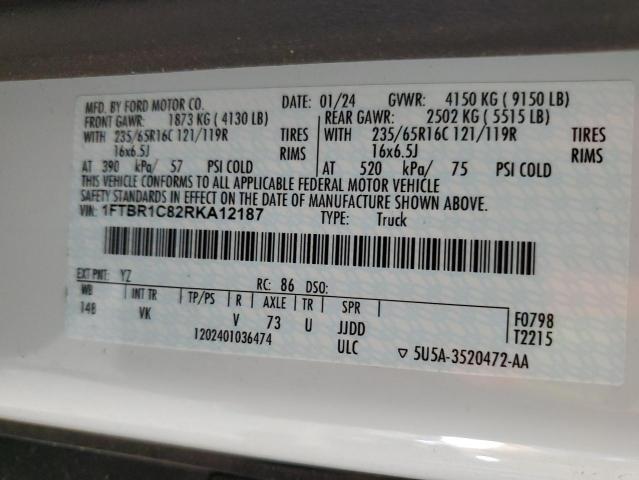 MFD. BY FORD MOTOR CO. DATE: 01/24 GVWR: 4150 KG ( 9150 LB)
FRONT GAWR: 1873 KG ( 4130 LB) REAR GAWR: 2502 KG ( 5515 LB)
WITH 235/65R16C 121/119R TIRES WITH 235/65R16C 121/119R TIRES
16x6.5J RIMS 16x6.5J RIMS
AT 390 kPa/ 57 PSI COLD AT 520 kPa/ 75 PSI COLD
THIS VEHICLE CONFORMS TO ALL APPLICABLE FEDERAL MOTOR VEHICLE
SAFETY STANDARDS IN EFFECT ON THE DATE OF MANUFACTURE SHOWN ABOVE.
VIN: 1FTBR1C82RKA12187 TYPE: Truck
EXT PNT: YZ RC: 86 DSO:
WB INT TR TP/PS R AXLE TR SPR F0798
148 VK V 73 U JJDD T2215
1202401036474 ULC ▽ 5U5A-3520472-AA